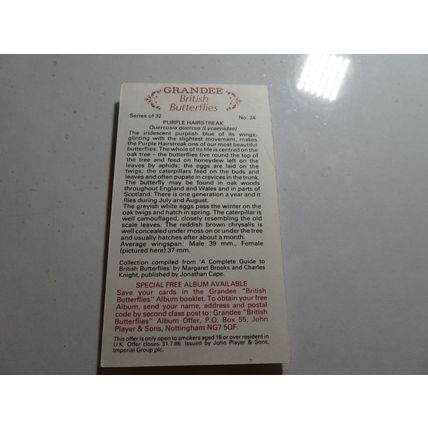 GRANDEE
British
Butterflies
Series of 32 No. 24
PURPLE HAIRSTREAK
Quercusia quercus (Lycaenidae)
The iridescent purplish blue of its wings,
glinting with the slightest movement, makes
the Purple Hairstreak one of our most beautiful
butterflies. The whole of its life is centred on the
oak tree – the butterflies live round the top of
the tree and feed on honeydew left on the
leaves by aphids; the eggs are laid on the
twigs; the caterpillars feed on the buds and
leaves and often pupate in crevices in the trunk.
The butterfly may be found in oak woods
throughout England and Wales and in parts of
Scotland. There is one generation a year and it
flies during July and August.
The greyish white eggs pass the winter on the
oak twigs and hatch in spring. The caterpillar is
well camouflaged, closely resembling the old
scale leaves. The reddish brown chrysalis is
well concealed under moss on or under the tree
and usually hatches after about a month.
Average wingspan: Male 39 mm., Female
(pictured here) 37 mm.
Collection compiled from 'A Complete Guide to
British Butterflies' by Margaret Brooks and Charles
Knight, published by Jonathan Cape.
SPECIAL FREE ALBUM AVAILABLE
Save your cards in the Grandee "British
Butterflies" Album booklet. To obtain your free
Album, send your name, address and postal
code by second class post to: Grandee "British
Butterflies" Album Offer, P.O. Box 55, John
Player & Sons, Nottingham NG7 5QF.
This offer is only open to smokers aged 18 or over resident in
U.K. Offer closes 31.7.86. Issued by John Player & Sons,
Imperial Group plc.